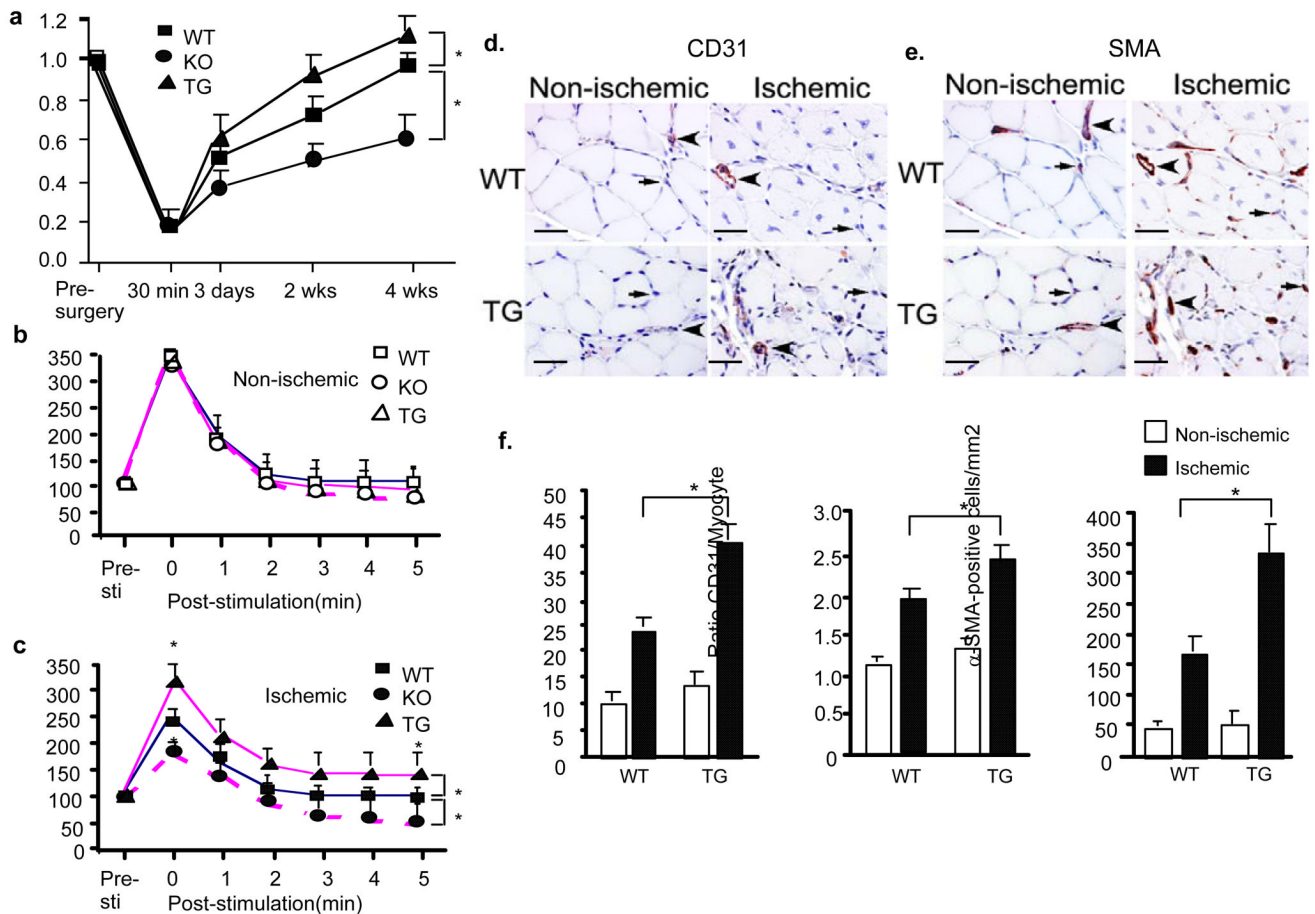 a
1.2
1.0
0.8
0.6
0.4
0.2
0.0
WT
KO
TG
*
*
Pre-
surgery
30 min
3 days
2 wks
4 wks
b
350
300
250
200
150
100
50
0
Non-ischemic
WT
KO
TG
Pre-
sti
0
1
2
3
4
5
Post-stimulation(min)
c
350
300
250
200
150
100
50
0
Ischemic
WT
KO
TG
*
*
*
*
*
Pre-
sti
0
1
2
3
4
5
Post-stimulation(min)
d.
CD31
Non-ischemic
Ischemic
WT
TG
e.
SMA
Non-ischemic
Ischemic
WT
TG
f.
Non-ischemic
Ischemic
50
45
40
35
30
25
20
15
10
5
0
*
WT
TG
Ratio CD31/Myocyte
3.0
2.5
2.0
1.5
1.0
0.5
0
*
WT
TG
α-SMA-positive cells/mm2
400
350
300
250
200
150
100
50
0
*
WT
TG